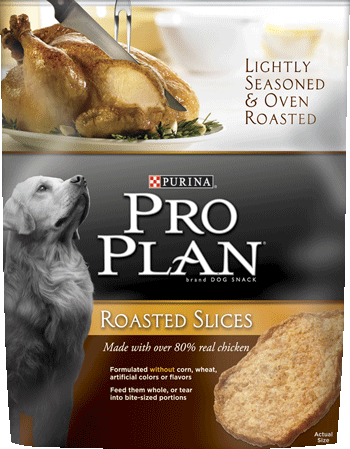 LIGHTLY
SEASONED
& OVEN
ROASTED
PURINA®
PRO
PLAN®
brand DOG SNACK
ROASTED SLICES
Made with over 80% real chicken
Formulated without corn, wheat,
artificial colors or flavors
Feed them whole, or tear
into bite-sized portions
Actual
Size